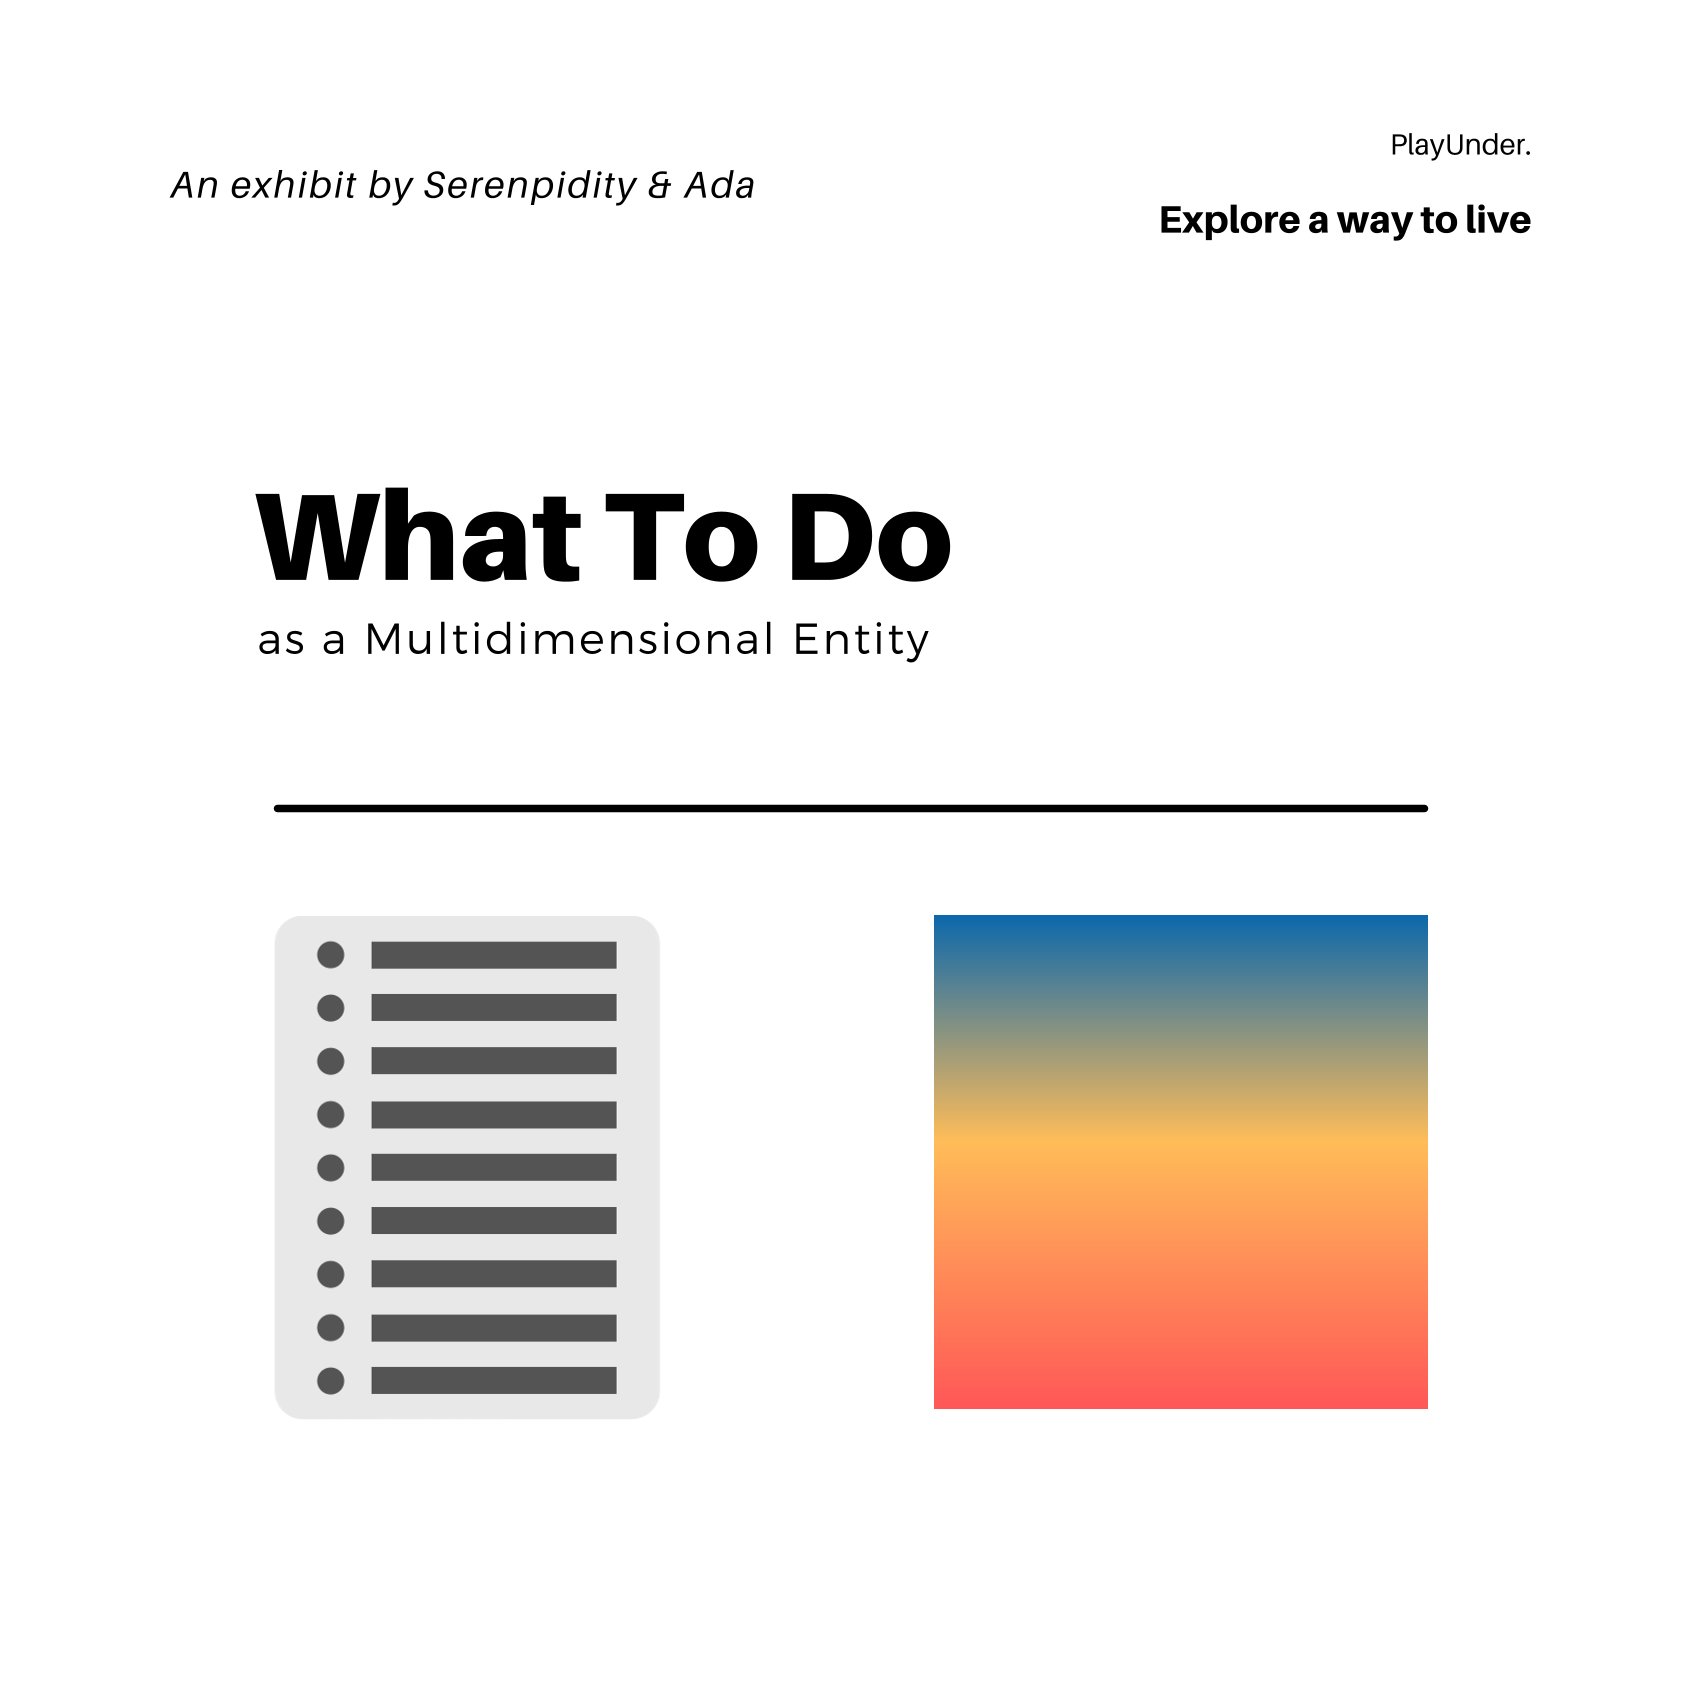 An exhibit by Serenpidity & Ada
PlayUnder.
Explore a way to live
What To Do
as a Multidimensional Entity